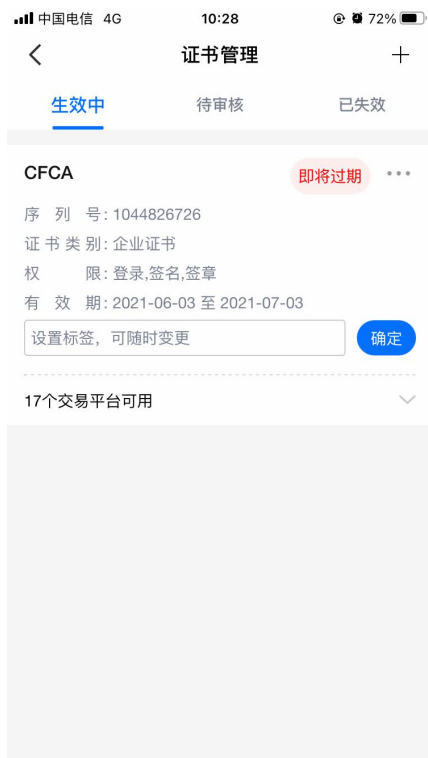 中国电信 4G 10:28 72%
证书管理
生效中 待审核 已失效
CFCA 即将过期
序列号: 1044826726
证书类别: 企业证书
权限: 登录,签名,签章
有效期: 2021-06-03 至 2021-07-03
设置标签，可随时变更 确定
17个交易平台可用